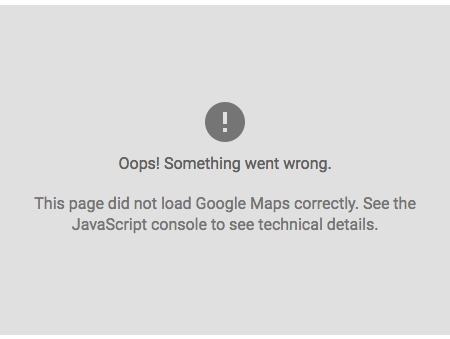 Oops! Something went wrong.
This page did not load Google Maps correctly. See the
JavaScript console to see technical details.